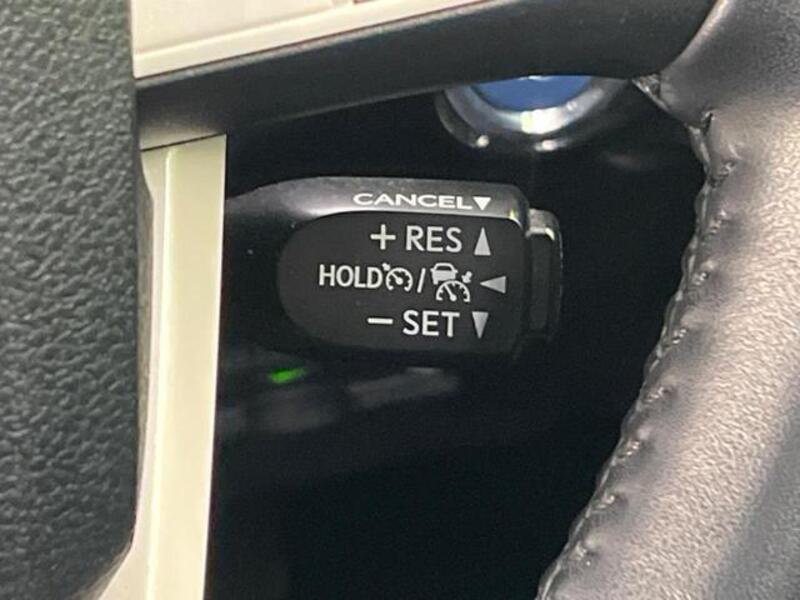 CANCEL▼
+ RES ▲
HOLD / ◀
− SET ▼